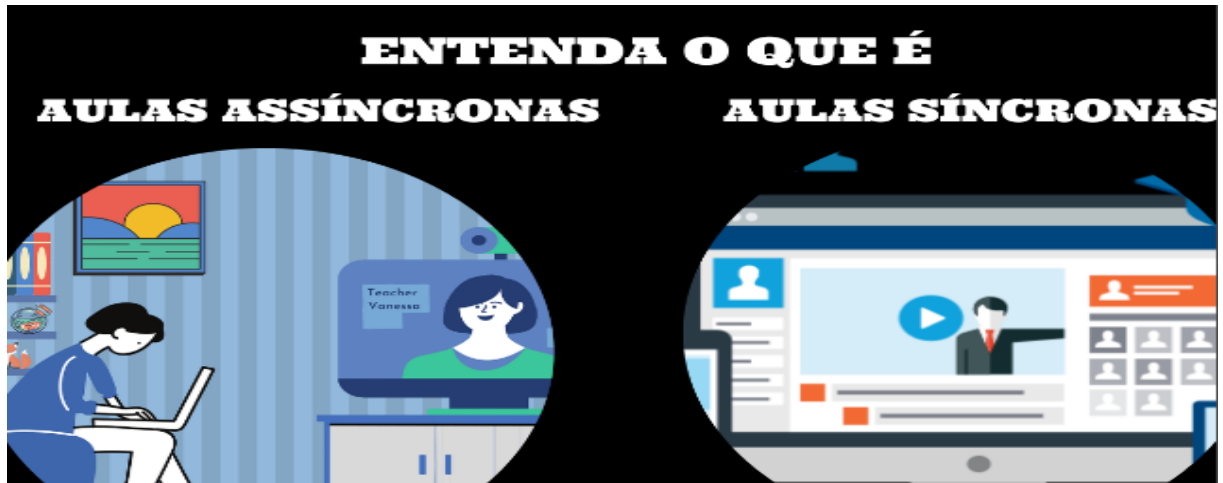 ENTENDA O QUE É
AULAS ASSÍNCRONAS
AULAS SÍNCRONAS
Teacher
Vanessa